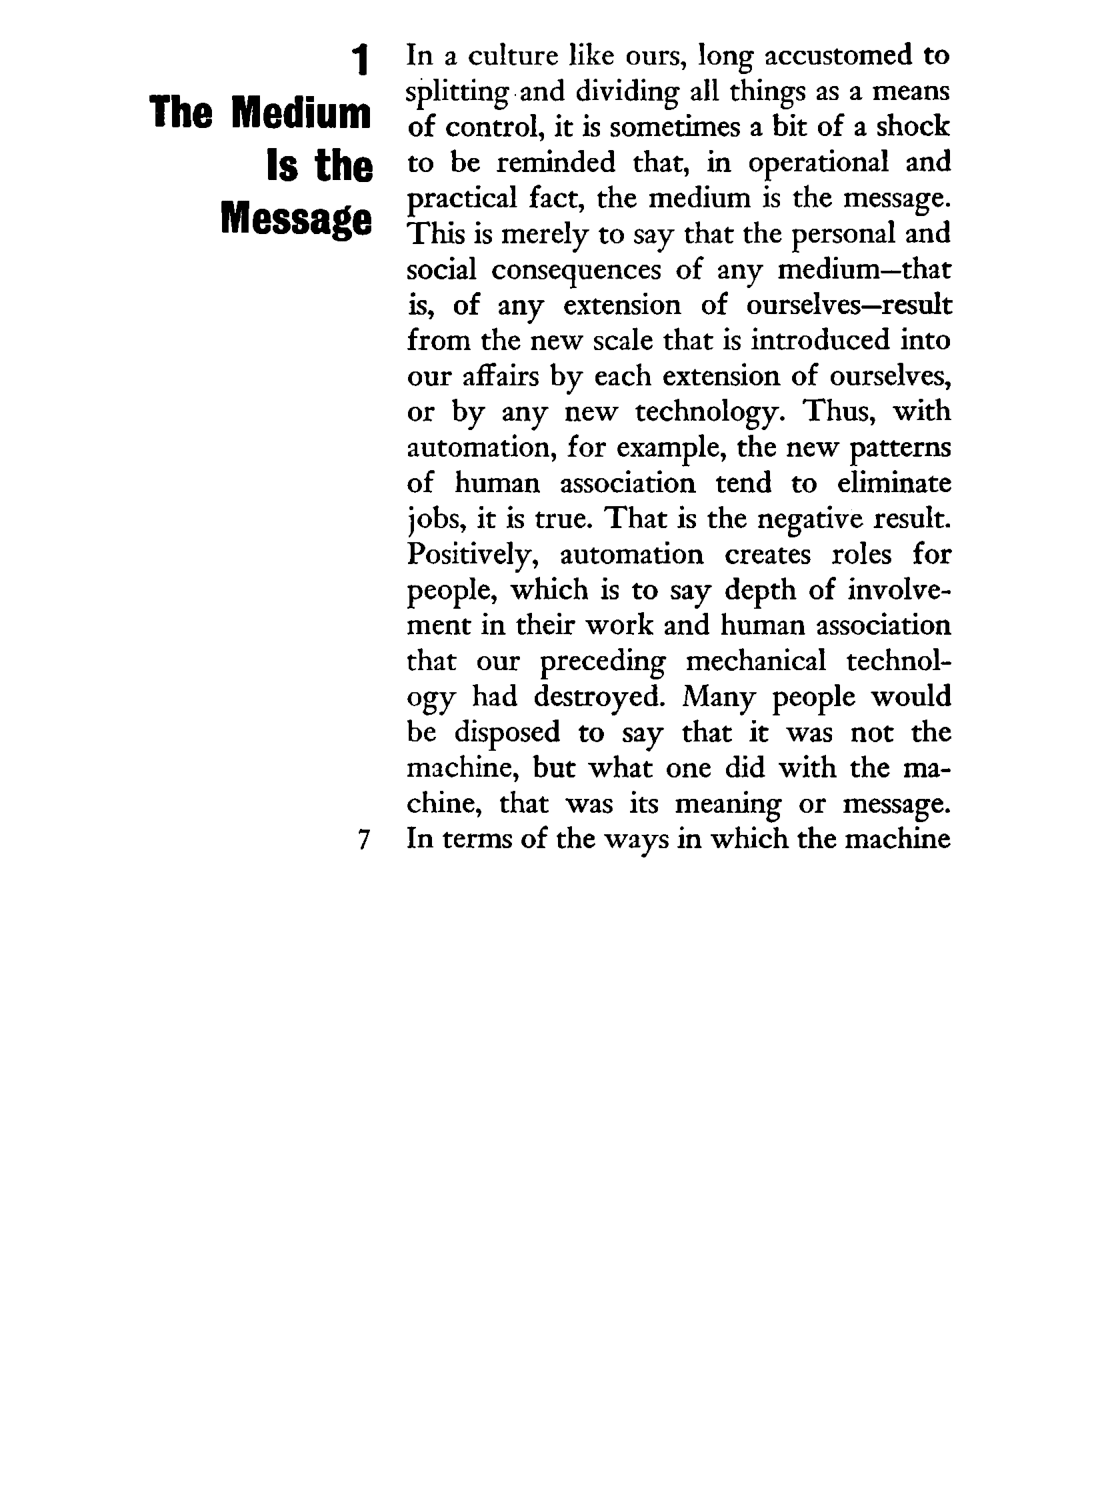 1
The Medium
Is the
Message
In a culture like ours, long accustomed to
splitting and dividing all things as a means
of control, it is sometimes a bit of a shock
to be reminded that, in operational and
practical fact, the medium is the message.
This is merely to say that the personal and
social consequences of any medium—that
is, of any extension of ourselves—result
from the new scale that is introduced into
our affairs by each extension of ourselves,
or by any new technology. Thus, with
automation, for example, the new patterns
of human association tend to eliminate
jobs, it is true. That is the negative result.
Positively, automation creates roles for
people, which is to say depth of involve-
ment in their work and human association
that our preceding mechanical technol-
ogy had destroyed. Many people would
be disposed to say that it was not the
machine, but what one did with the ma-
chine, that was its meaning or message.
In terms of the ways in which the machine
7